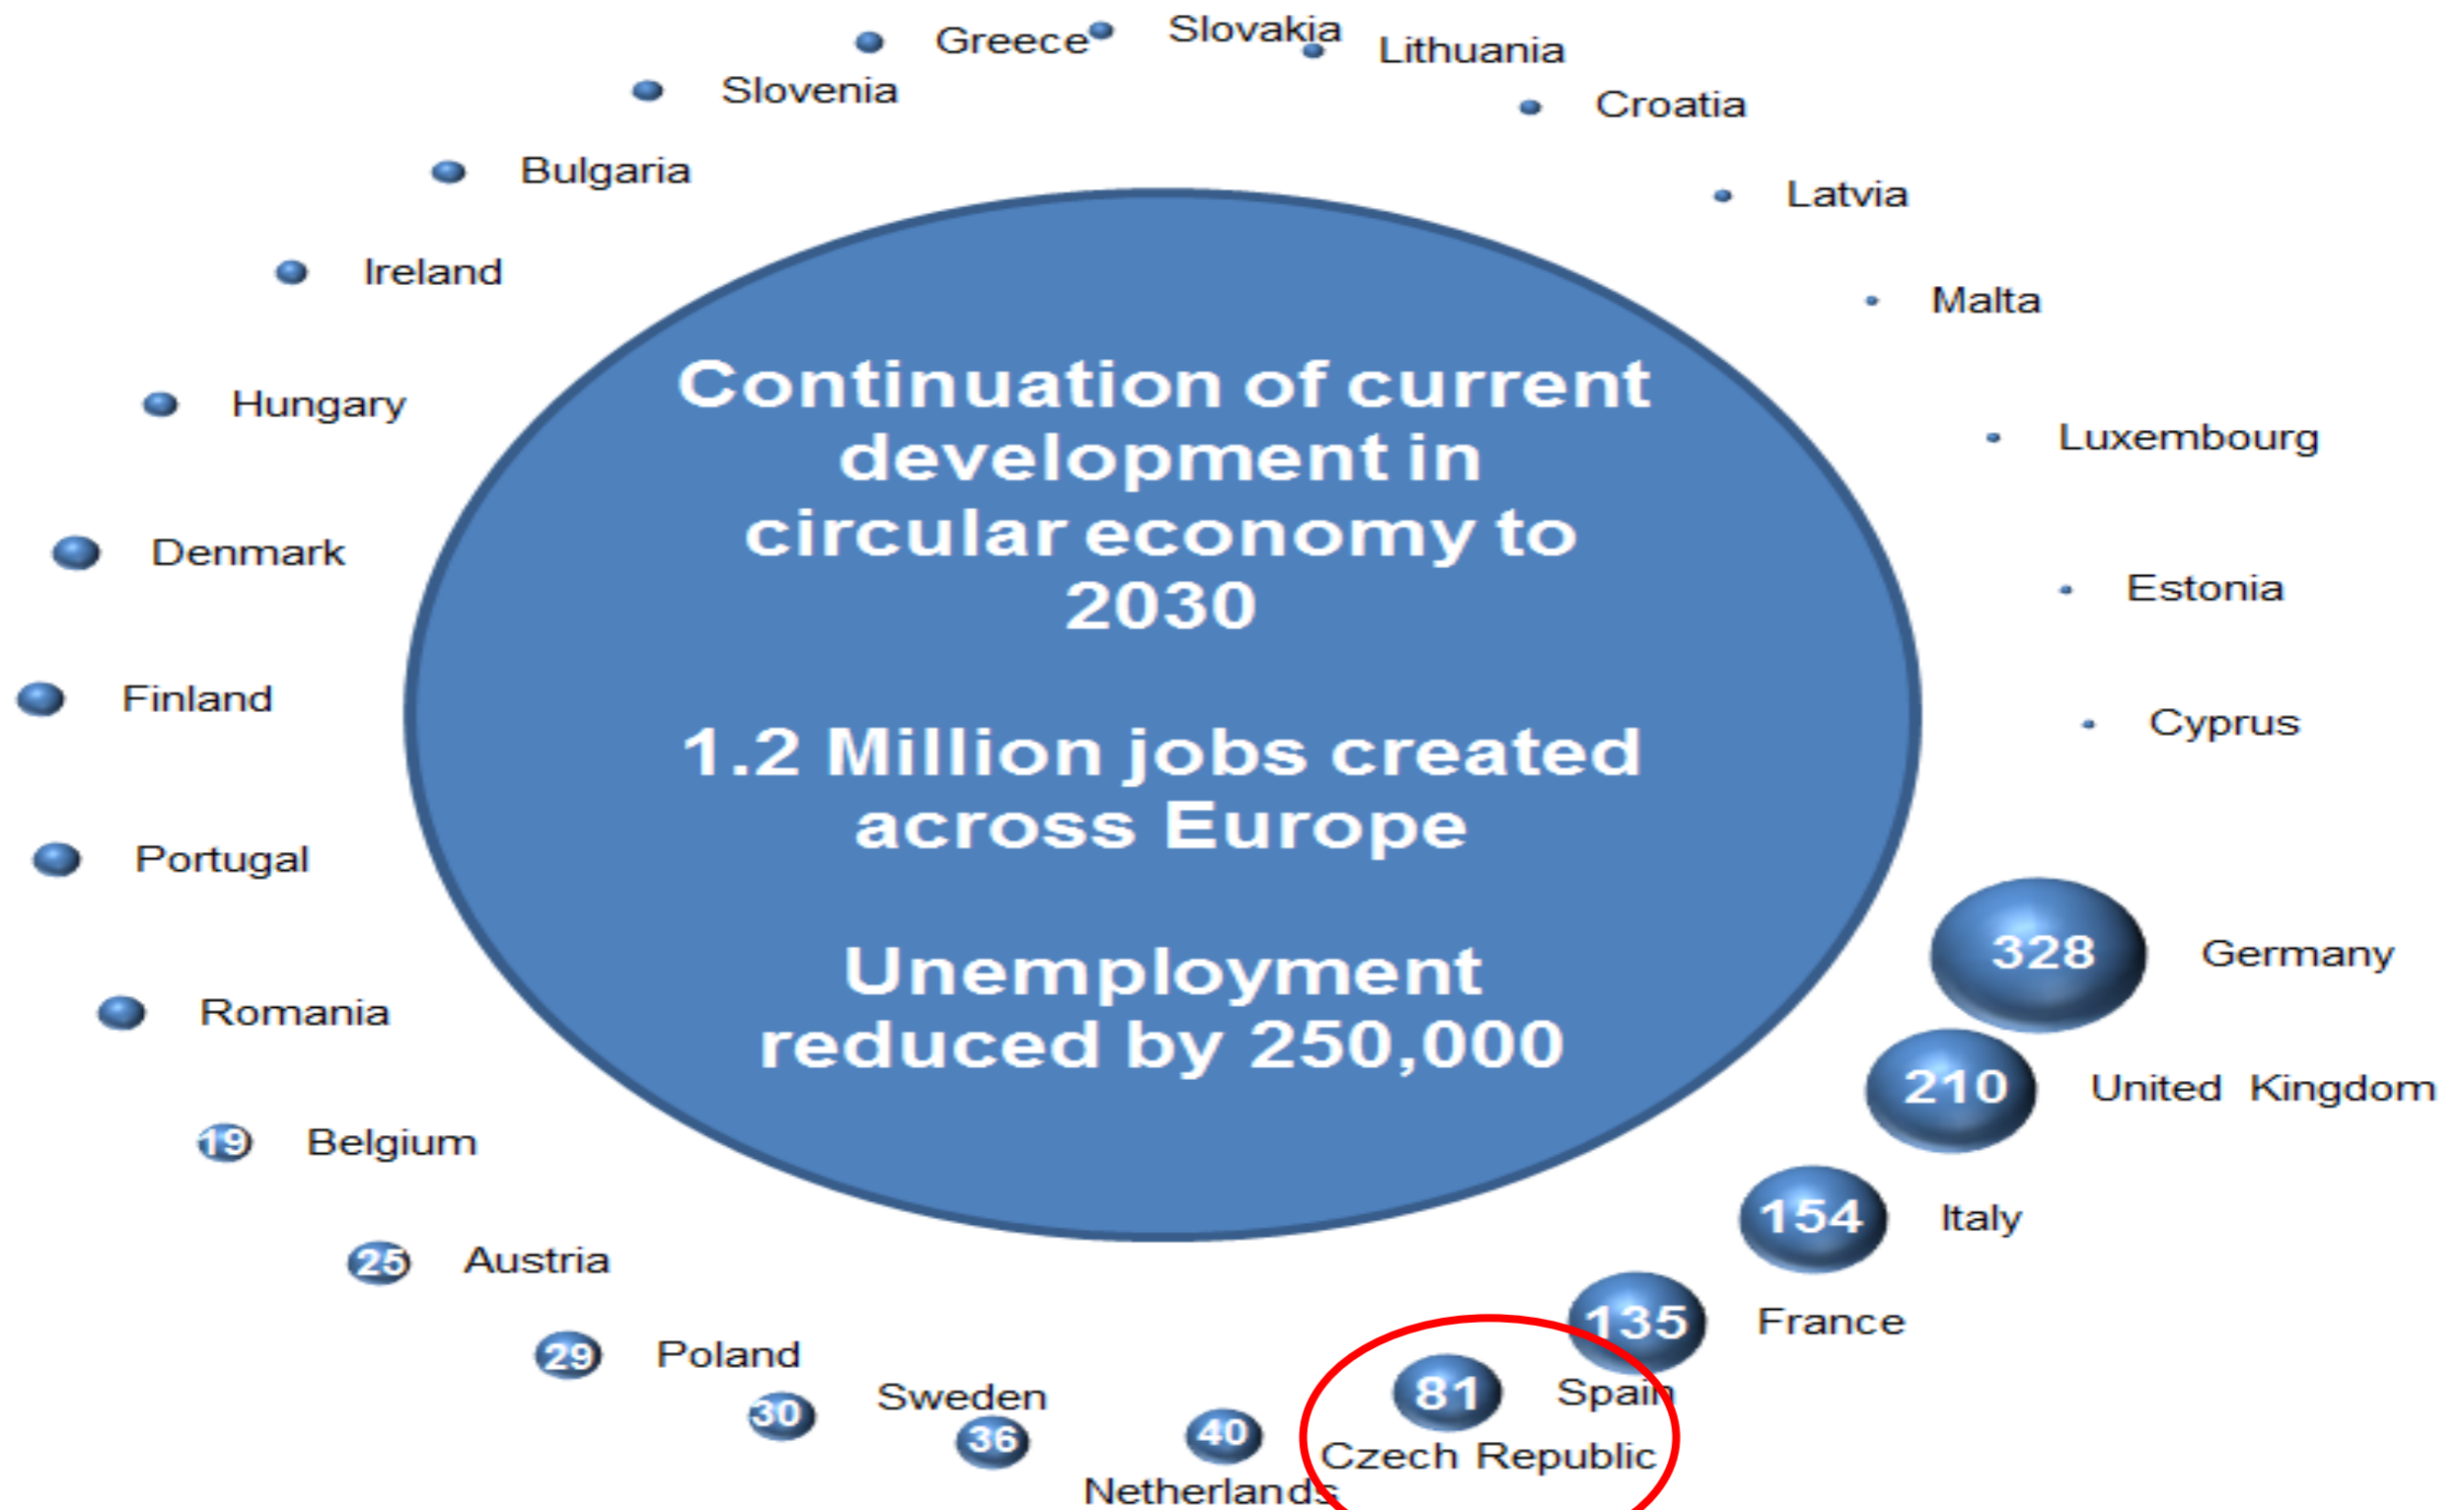 Greece
Slovakia
Lithuania
Slovenia
Croatia
Bulgaria
Latvia
Ireland
Malta
Hungary
Luxembourg
Denmark
Estonia
Finland
Cyprus
Portugal
Romania
Continuation of current
development in
circular economy to
2030
1.2 Million jobs created
across Europe
Unemployment
reduced by 250,000
328 Germany
210 United Kingdom
154 Italy
135 France
81 Spain
Czech Republic
40
Netherlands
36
Sweden
30
29 Poland
25 Austria
19 Belgium